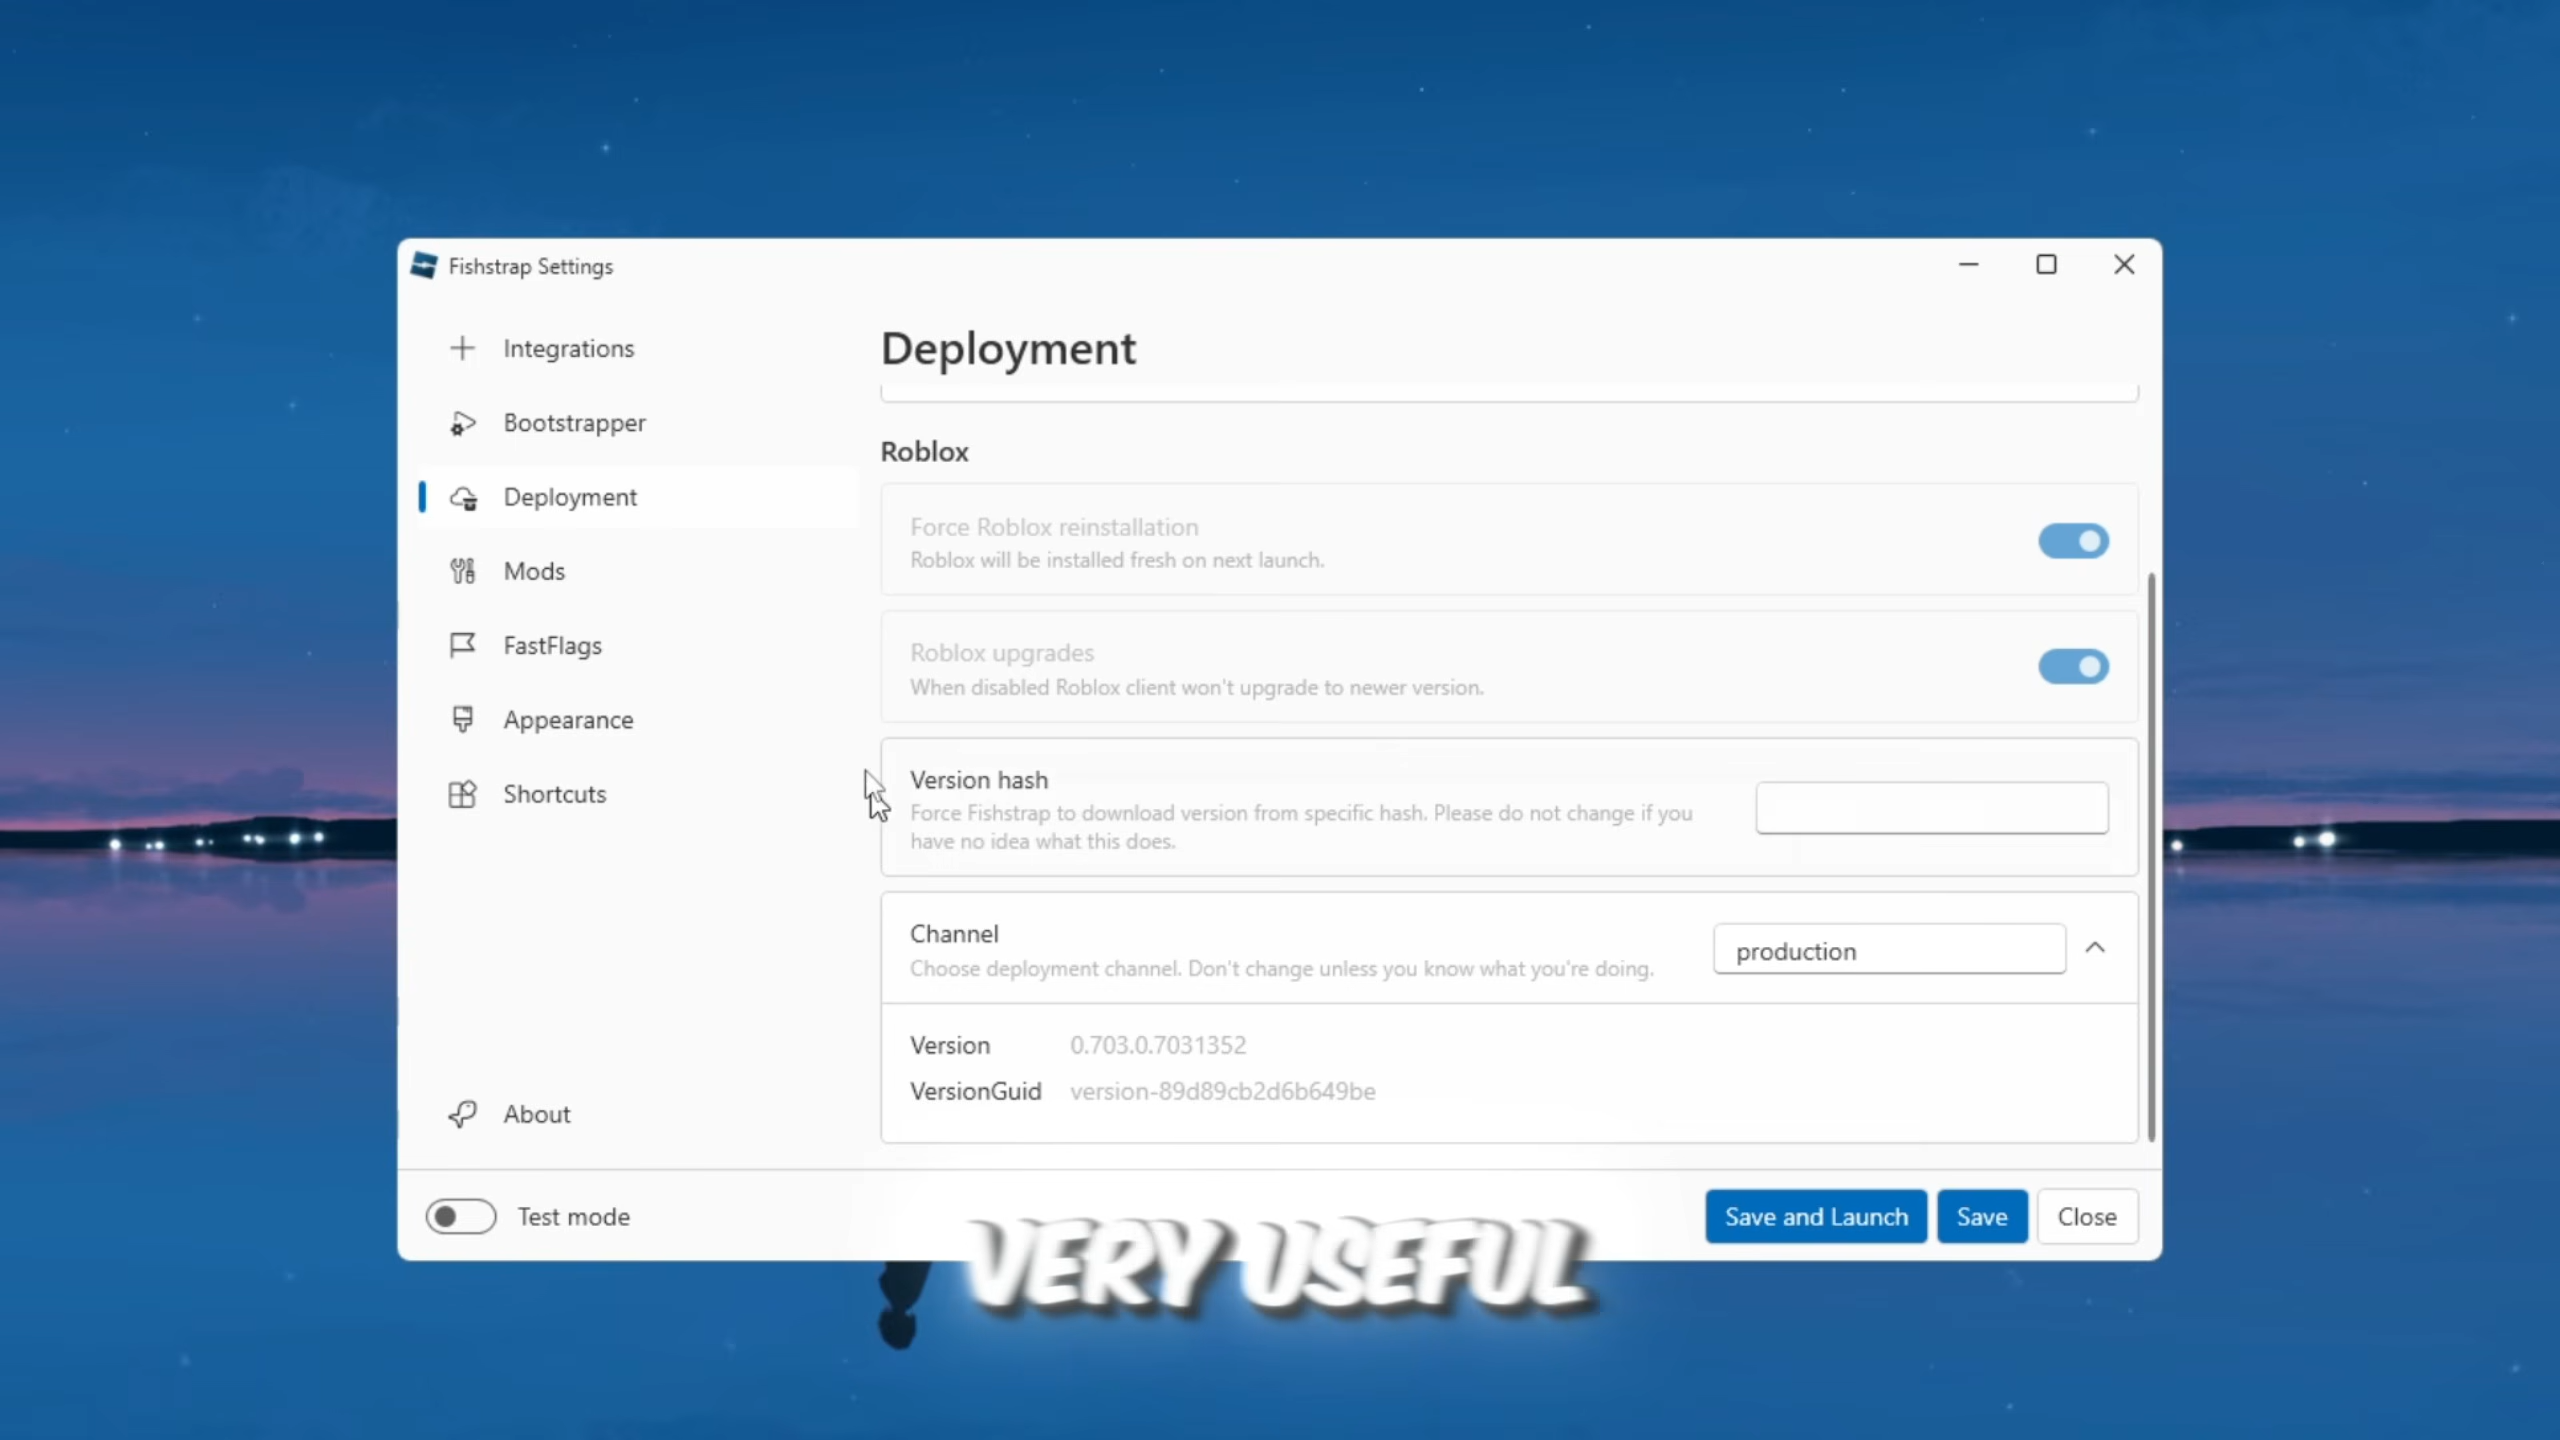 Fishstrap Settings
Integrations
Bootstrapper
Deployment
Mods
FastFlags
Appearance
Shortcuts
About
Deployment
Roblox
Force Roblox reinstallation
Roblox will be installed fresh on next launch.
Roblox upgrades
When disabled Roblox client won't upgrade to newer version.
Version hash
Force Fishstrap to download version from specific hash. Please do not change if you
have no idea what this does.
Channel
Choose deployment channel. Don't change unless you know what you're doing.
production
Version 0.703.0.7031352
VersionGuid version-89d89cb2d6b649be
Test mode
Save and Launch
Save
Close
VERY USEFUL